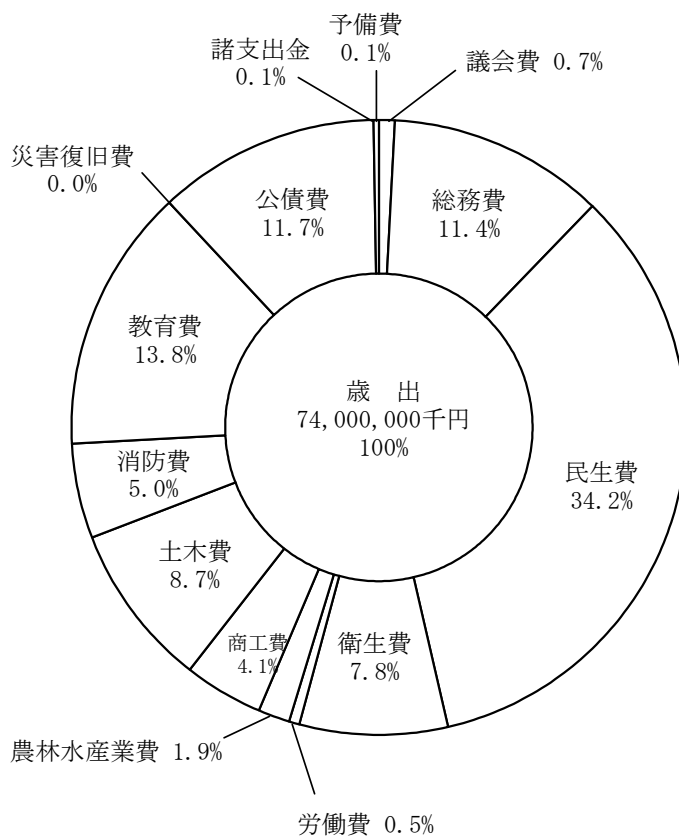 予備費
0.1%
諸支出金
0.1%
議会費 0.7%
災害復旧費
0.0%
公債費
11.7%
総務費
11.4%
教育費
13.8%
歳 出
74,000,000千円
100%
民生費
34.2%
消防費
5.0%
土木費
8.7%
商工費
4.1%
衛生費
7.8%
農林水産業費 1.9%
労働費 0.5%